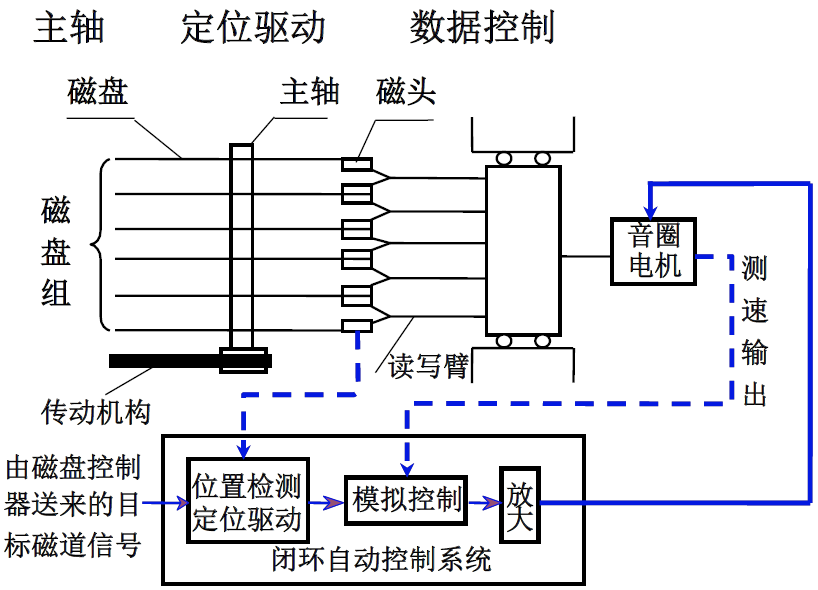 主轴 定位驱动 数据控制
磁盘 主轴 磁头
磁盘组
音圈
电机
测速输出
读写臂
传动机构
由磁盘控制
器送来的目
标磁道信号
位置检测
定位驱动
模拟控制
放大
闭环自动控制系统